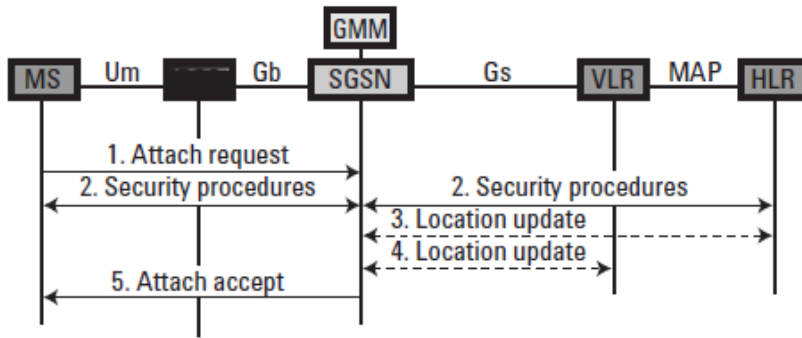 GMM
MS Um Gb SGSN Gs VLR MAP HLR
1. Attach request
2. Security procedures 2. Security procedures
3. Location update
4. Location update
5. Attach accept